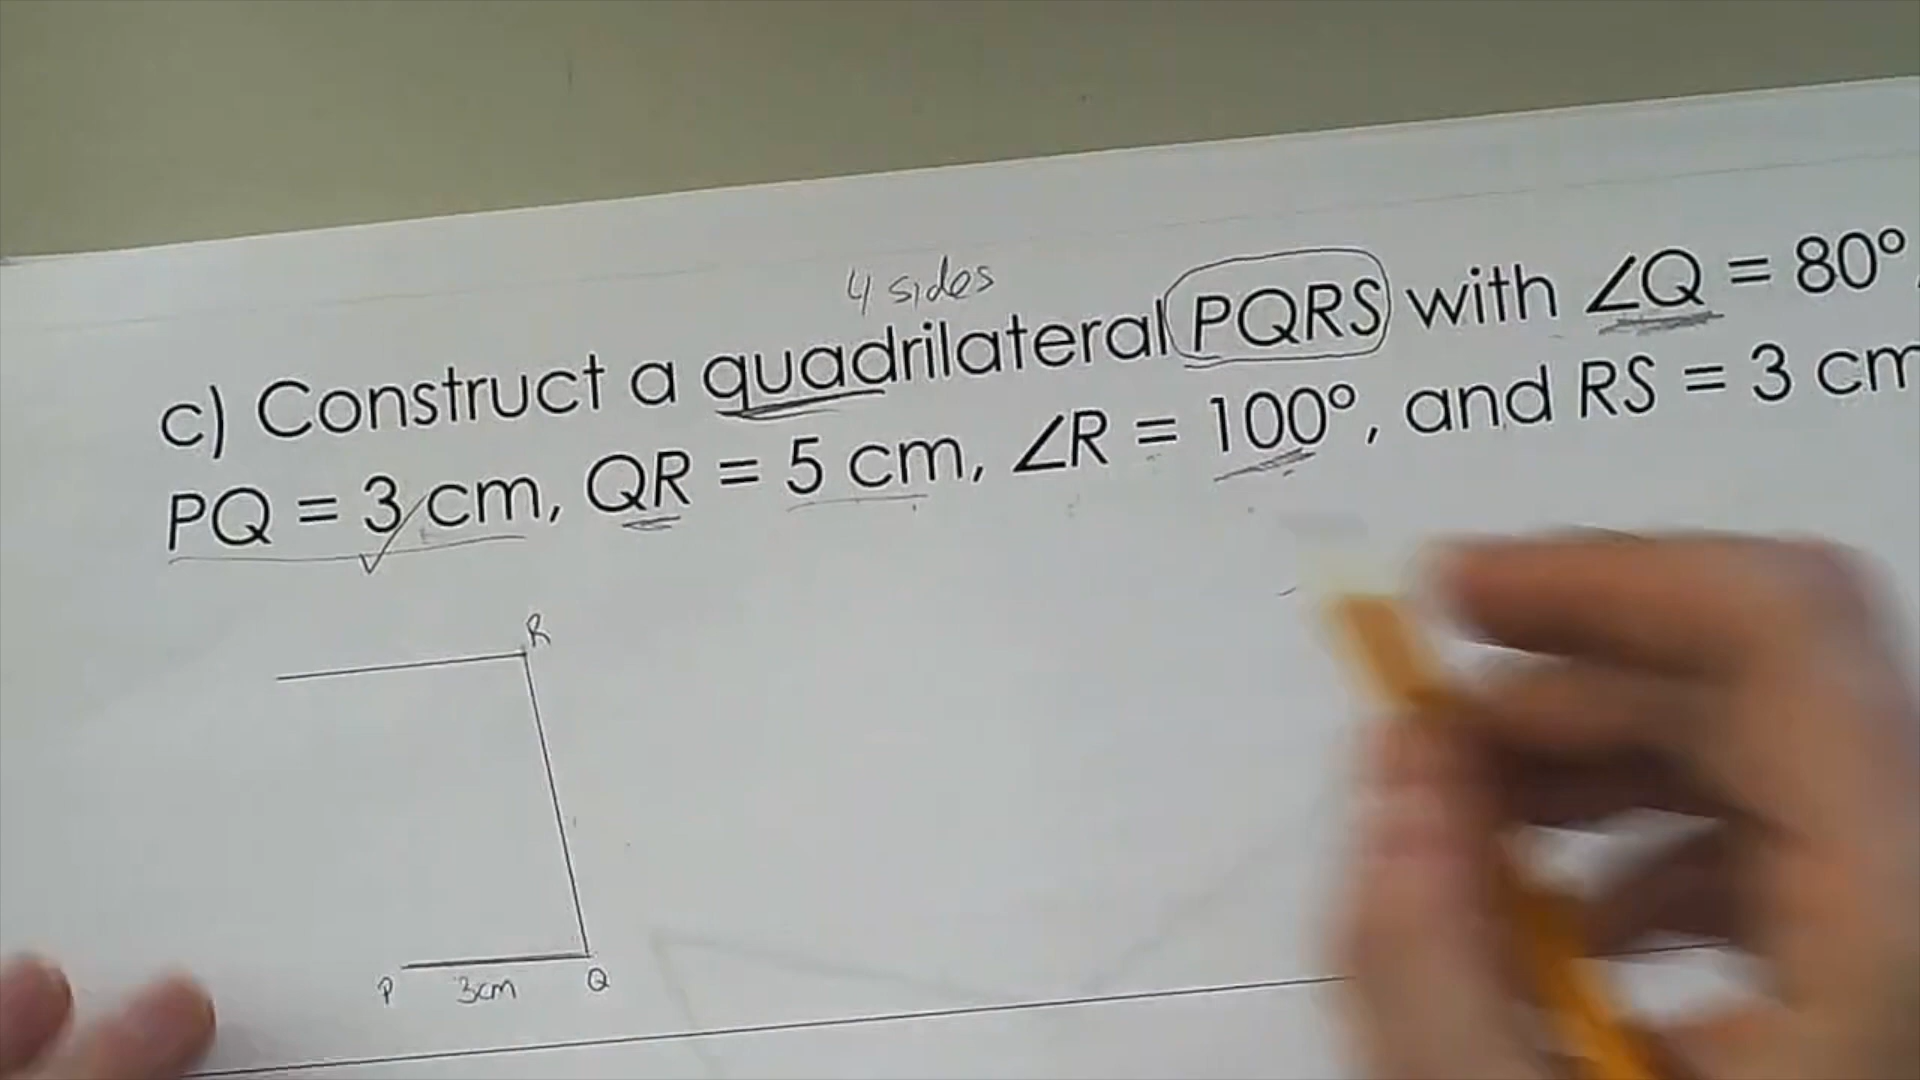 4 sides
c) Construct a quadrilateral PQRS with ∠Q = 80°,
PQ = 3 cm, QR = 5 cm, ∠R = 100°, and RS = 3 cm
R
P 3cm Q